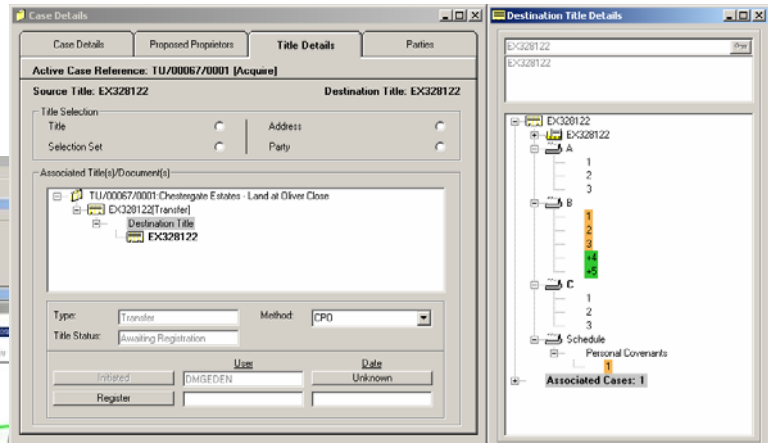 Case Details
Case Details
Proposed Proprietors
Title Details
Parties
Active Case Reference: TU/00067/0001 [Acquire]
Source Title: EX328122
Destination Title: EX328122
Title Selection
Title
Address
Selection Set
Party
Associated Title(s)/Document(s)
TU/00067/0001:Chestergate Estates - Land at Oliver Close
EX328122[Transfer]
Destination Title
EX328122
Type:
Transfer
Method:
CPO
Title Status:
Awaiting Registration
User
Date
Initiated
DMGEDEN
Unknown
Register
Destination Title Details
EX328122
EX328122
EX328122
EX328122
A
1
2
3
B
1
2
3
+4
+5
C
1
2
3
Schedule
Personal Covenants
1
Associated Cases: 1